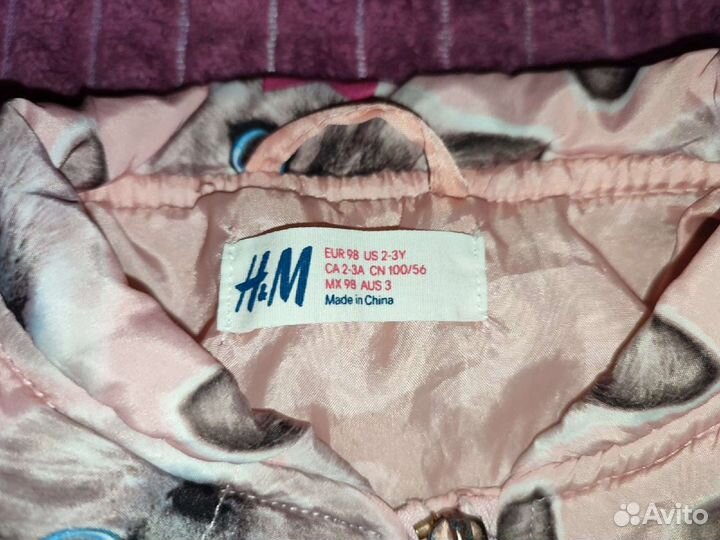 H&M
EUR 98 US 2-3Y
CA 2-3A CN 100/56
MX 98 AUS 3
Made in China
Avito